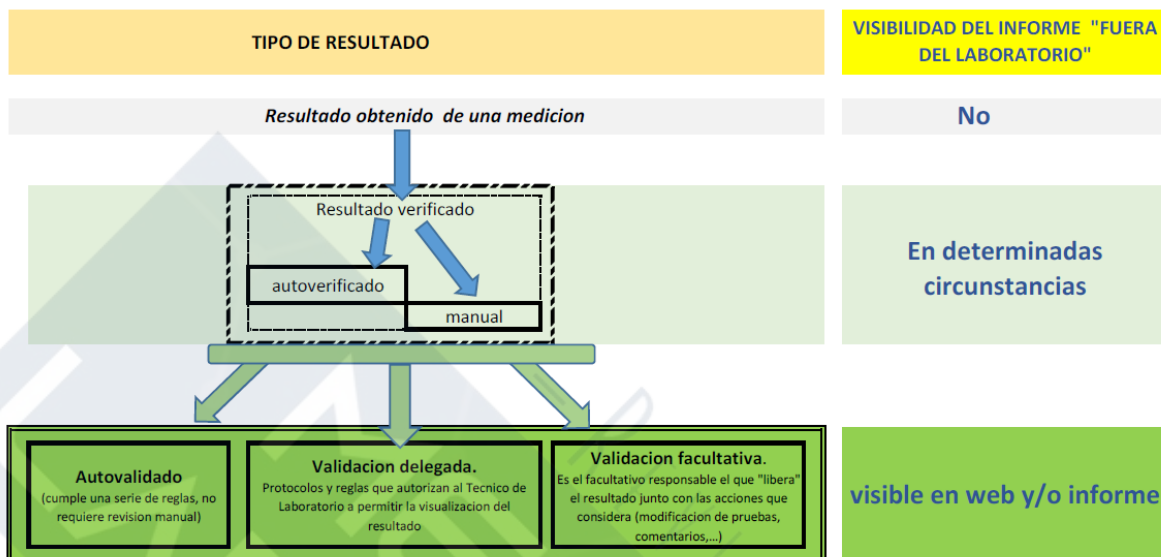 TIPO DE RESULTADO
VISIBILIDAD DEL INFORME "FUERA
DEL LABORATORIO"
Resultado obtenido de una medicion
No
Resultado verificado
autoverificado
manual
En determinadas
circunstancias
Autovalidado
(cumple una serie de reglas, no
requiere revision manual)
Validacion delegada.
Protocolos y reglas que autorizan al Tecnico de
Laboratorio a permitir la visualizacion del
resultado
Validacion facultativa.
Es el facultativo responsable el que "libera"
el resultado junto con las acciones que
considera (modificacion de pruebas,
comentarios,...)
visible en web y/o informe